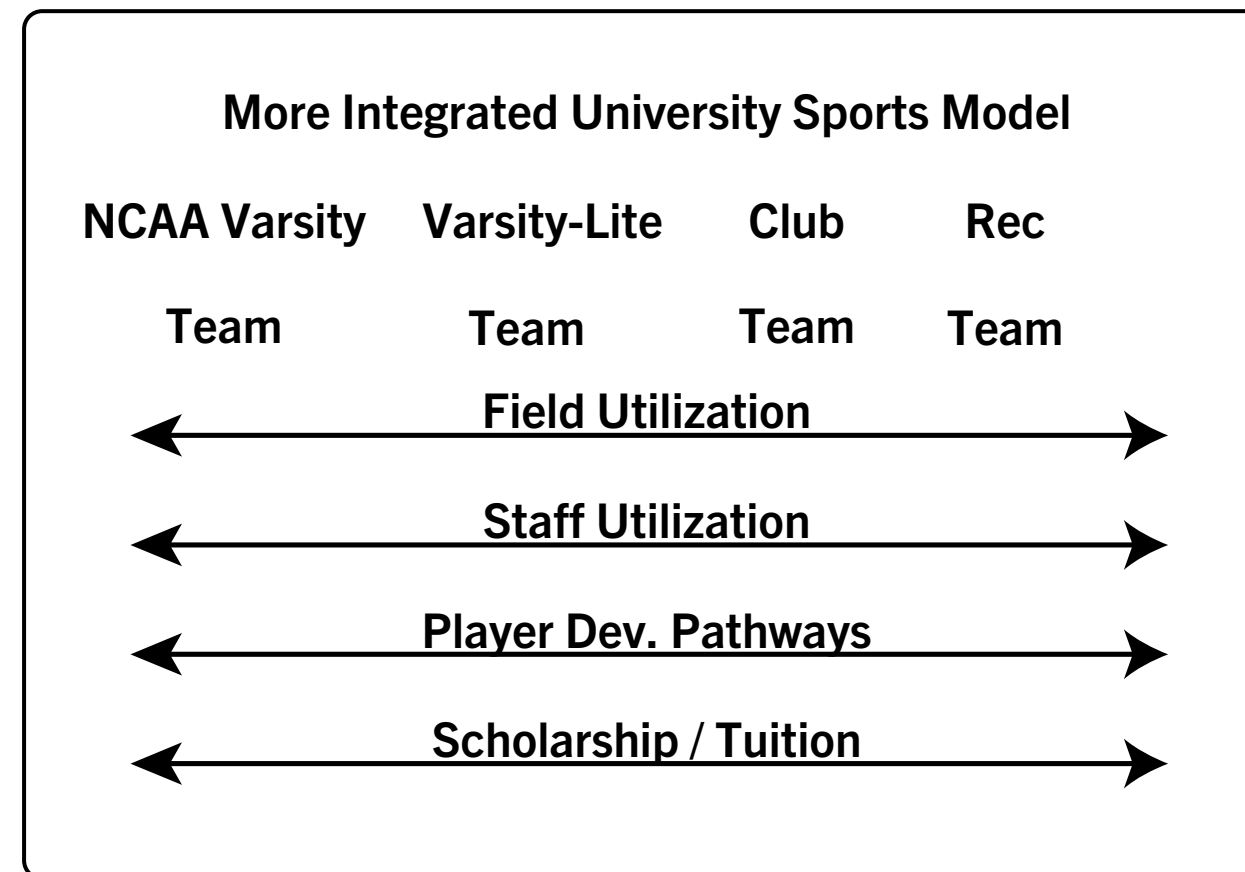 More Integrated University Sports Model
NCAA Varsity Varsity-Lite Club Rec
Team Team Team Team
Field Utilization
Staff Utilization
Player Dev. Pathways
Scholarship / Tuition